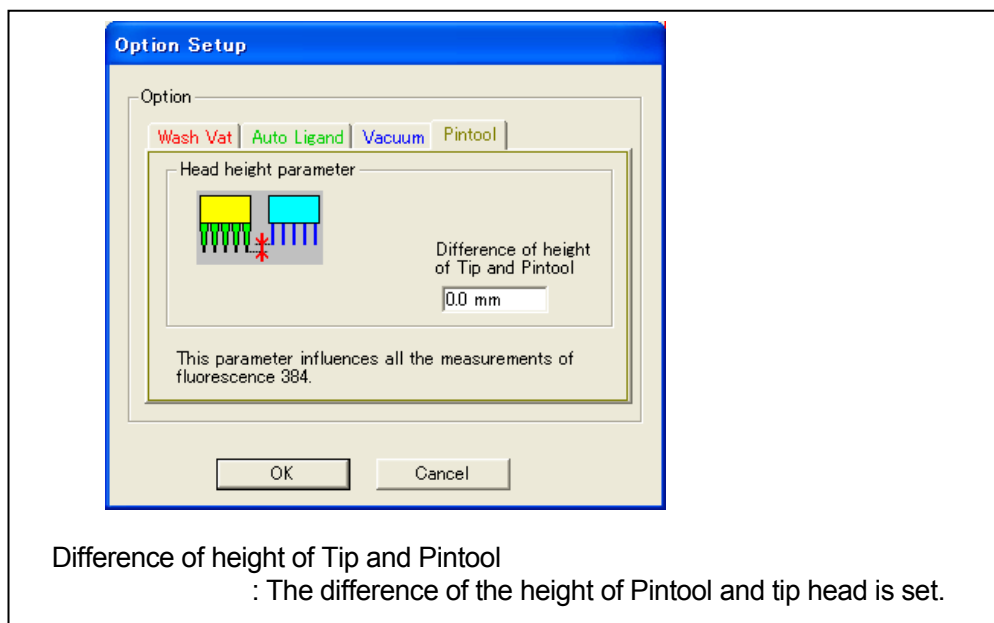 Option Setup
Option
Wash Vat Auto Ligand Vacuum Pintool
Head height parameter
Difference of height
of Tip and Pintool
0.0 mm
This parameter influences all the measurements of
fluorescence 384.
OK Cancel
Difference of height of Tip and Pintool
: The difference of the height of Pintool and tip head is set.